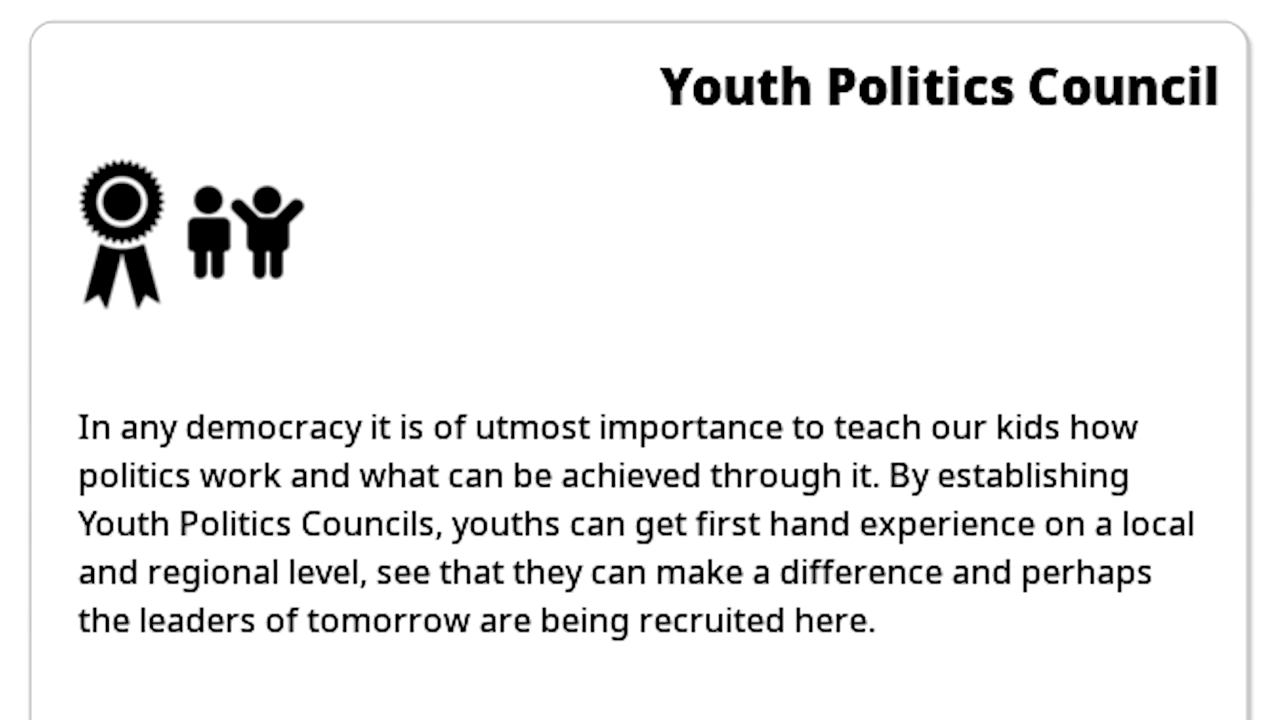 Youth Politics Council
In any democracy it is of utmost importance to teach our kids how
politics work and what can be achieved through it. By establishing
Youth Politics Councils, youths can get first hand experience on a local
and regional level, see that they can make a difference and perhaps
the leaders of tomorrow are being recruited here.